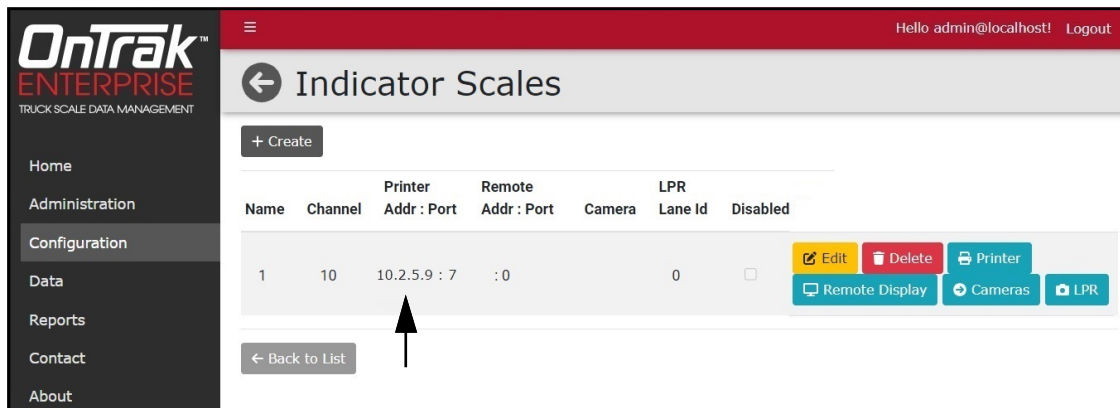 OnTrak™
ENTERPRISE
TRUCK SCALE DATA MANAGEMENT
Home
Administration
Configuration
Data
Reports
Contact
About
Hello admin@localhost! Logout
Indicator Scales
+ Create
Name Channel Printer Addr : Port Remote Addr : Port Camera LPR Lane Id Disabled
1 10 10.2.5.9 : 7 : 0 0
Edit Delete Printer
Remote Display Cameras LPR
← Back to List